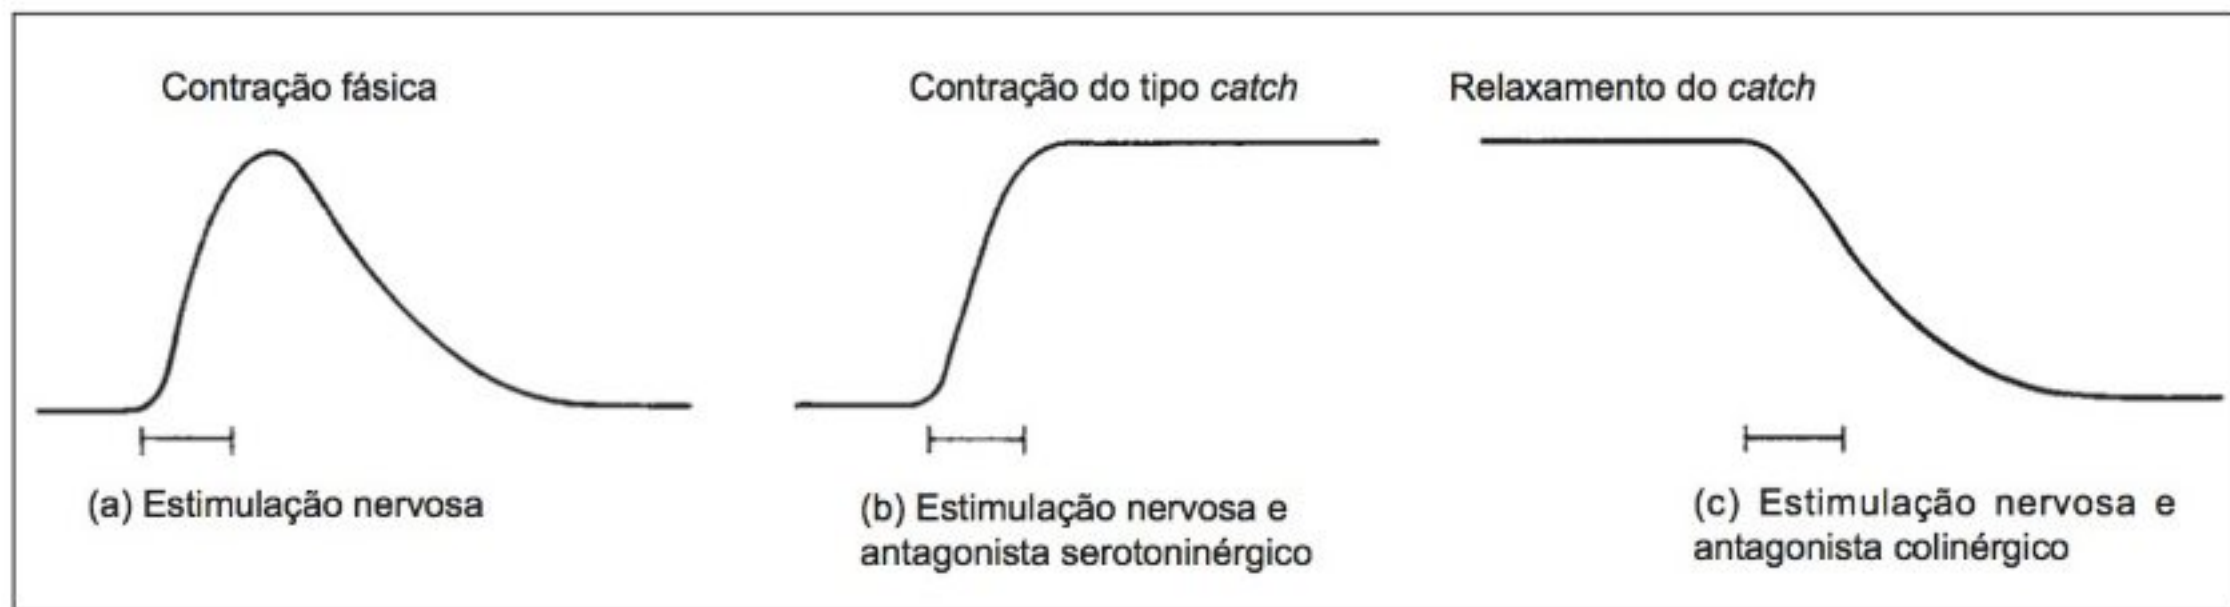 Contração fásica
Contração do tipo catch
Relaxamento do catch
(a) Estimulação nervosa
(b) Estimulação nervosa e
antagonista serotoninérgico
(c) Estimulação nervosa e
antagonista colinérgico